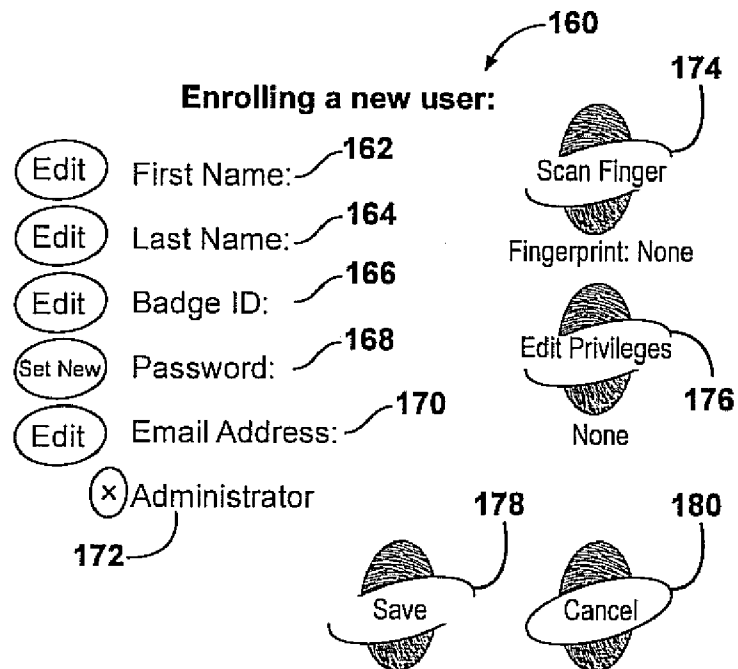 160
174
Enrolling a new user:
Edit First Name: 162
Scan Finger
Edit Last Name: 164
Fingerprint: None
Edit Badge ID: 166
Set New Password: 168
Edit Privileges
Edit Email Address: 170
176
None
× Administrator
172
178
180
Save
Cancel